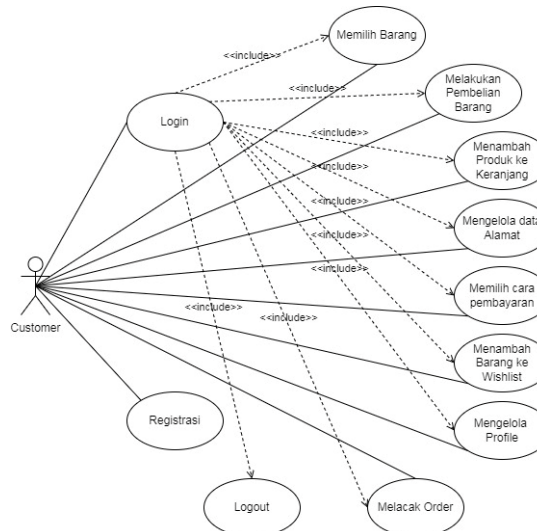 Memilih Barang
<<include>>
Melakukan
Pembelian
Barang
<<include>>
Login
<<include>>
Menambah
Produk ke
Keranjang
<<include>>
Mengelola data
Alamat
<<include>>
<<include>>
<<include>>
Memilih cara
pembayaran
Customer
<<include>>
<<include>>
Menambah
Barang ke
Wishlist
Registrasi
Mengelola
Profile
Logout
Melacak Order